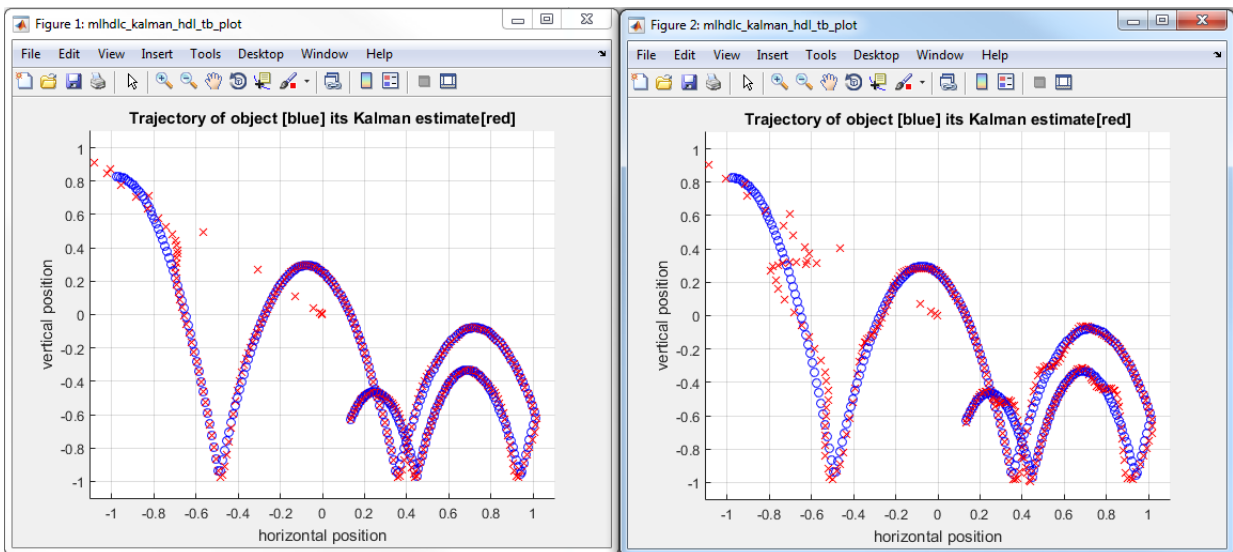 Figure 1: mlhdlc_kalman_hdl_tb_plot
File Edit View Insert Tools Desktop Window Help
Trajectory of object [blue] its Kalman estimate[red]
vertical position
1
0.8
0.6
0.4
0.2
0
-0.2
-0.4
-0.6
-0.8
-1
-1 -0.8 -0.6 -0.4 -0.2 0 0.2 0.4 0.6 0.8 1
horizontal position
Figure 2: mlhdlc_kalman_hdl_tb_plot
File Edit View Insert Tools Desktop Window Help
Trajectory of object [blue] its Kalman estimate[red]
vertical position
1
0.8
0.6
0.4
0.2
0
-0.2
-0.4
-0.6
-0.8
-1
-1 -0.8 -0.6 -0.4 -0.2 0 0.2 0.4 0.6 0.8 1
horizontal position